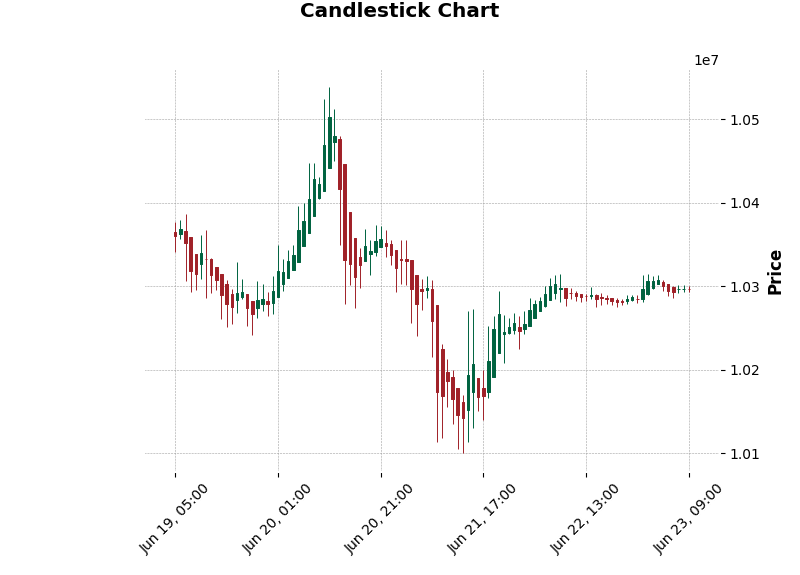 Candlestick Chart
1e7
1.05
1.04
1.03
1.02
1.01
Price
Jun 19, 05:00
Jun 20, 01:00
Jun 20, 21:00
Jun 21, 17:00
Jun 22, 13:00
Jun 23, 09:00